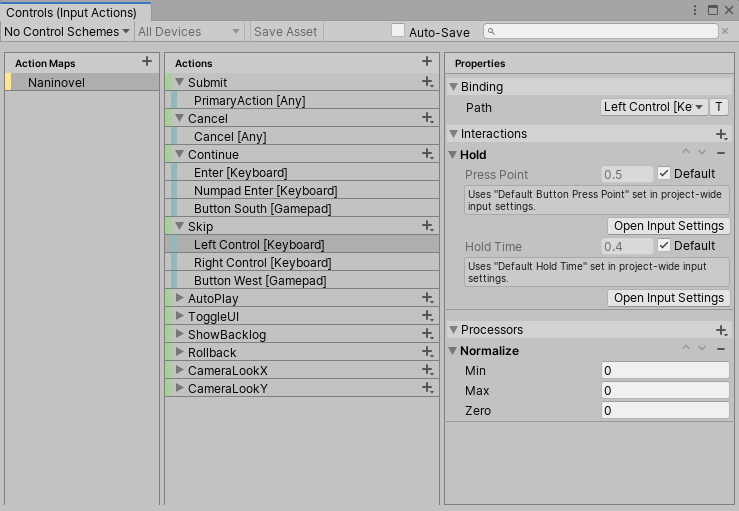 Controls (Input Actions)
No Control Schemes
All Devices
Save Asset
Auto-Save
Action Maps
Naninovel
Actions
Submit
PrimaryAction [Any]
Cancel
Cancel [Any]
Continue
Enter [Keyboard]
Numpad Enter [Keyboard]
Button South [Gamepad]
Skip
Left Control [Keyboard]
Right Control [Keyboard]
Button West [Gamepad]
AutoPlay
ToggleUI
ShowBacklog
Rollback
CameraLookX
CameraLookY
Properties
Binding
Path
Left Control [Ke
T
Interactions
Hold
Press Point
0.5
Default
Uses "Default Button Press Point" set in project-wide
input settings.
Open Input Settings
Hold Time
0.4
Default
Uses "Default Hold Time" set in project-wide input
settings.
Open Input Settings
Processors
Normalize
Min
0
Max
0
Zero
0